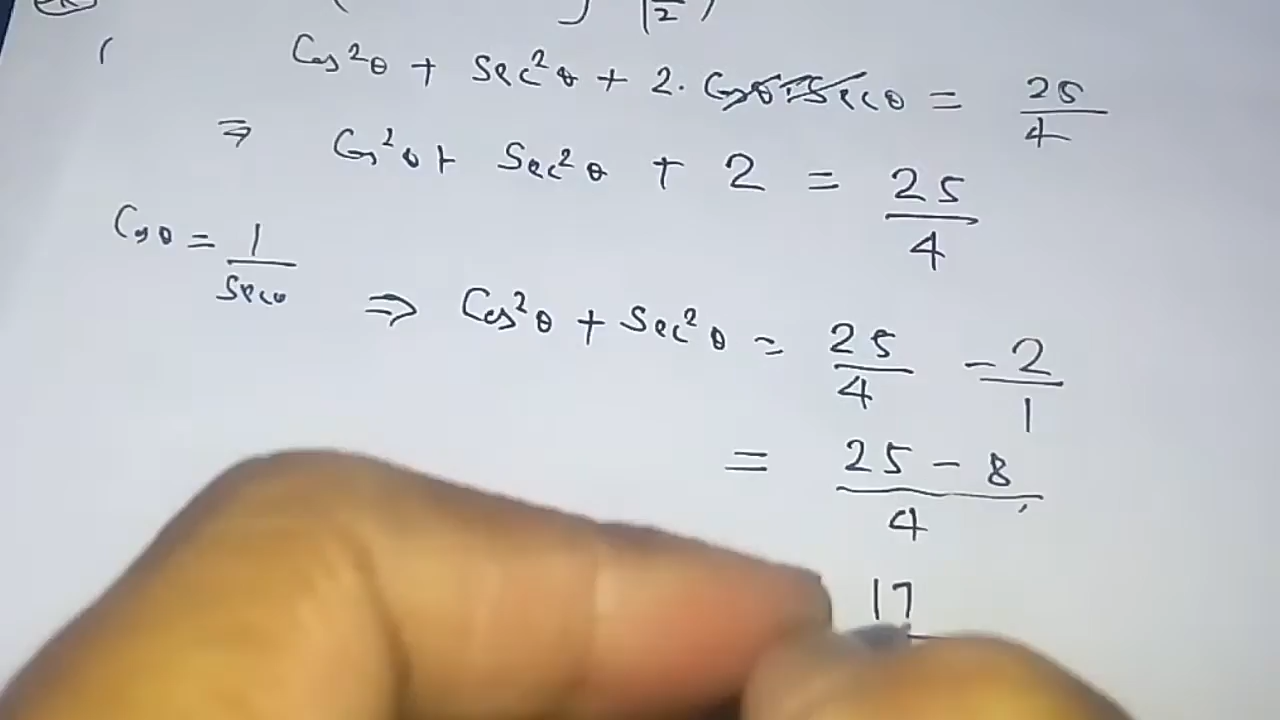 2
Cos²θ + Sec²θ + 2. Cosθ.Secθ = 25/4
⇒ Cos²θ + Sec²θ + 2 = 25/4
Cosθ = 1/Secθ
⇒ Cos²θ + Sec²θ = 25/4 - 2/1
= 25 - 8/4
17